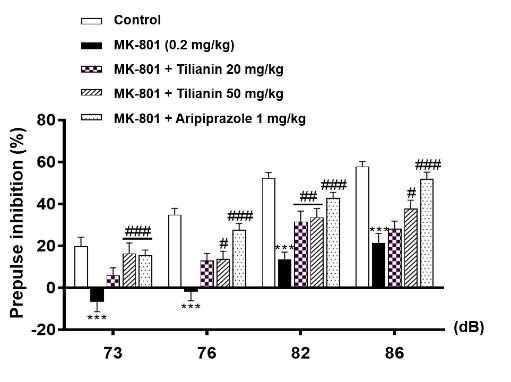 Control
MK-801 (0.2 mg/kg)
MK-801 + Tilianin 20 mg/kg
MK-801 + Tilianin 50 mg/kg
MK-801 + Aripiprazole 1 mg/kg
Prepulse inhibition (%)
80
60
40
20
0
-20
***
###
***
#
###
***
##
###
***
#
###
73 76 82 86
(dB)